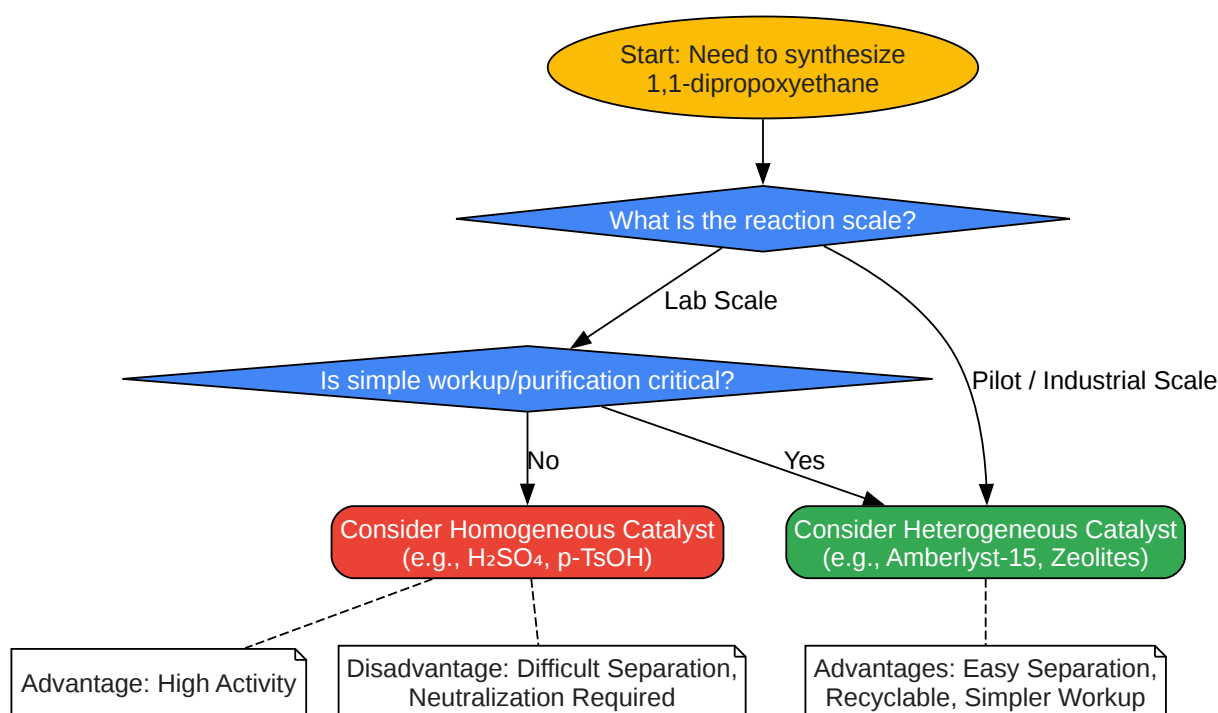 Start: Need to synthesize
1,1-dipropoxyethane
What is the reaction scale?
Lab Scale
Is simple workup/purification critical?
Pilot / Industrial Scale
No
Yes
Consider Homogeneous Catalyst
(e.g., H₂SO₄, p-TsOH)
Consider Heterogeneous Catalyst
(e.g., Amberlyst-15, Zeolites)
Advantage: High Activity
Disadvantage: Difficult Separation,
Neutralization Required
Advantages: Easy Separation,
Recyclable, Simpler Workup